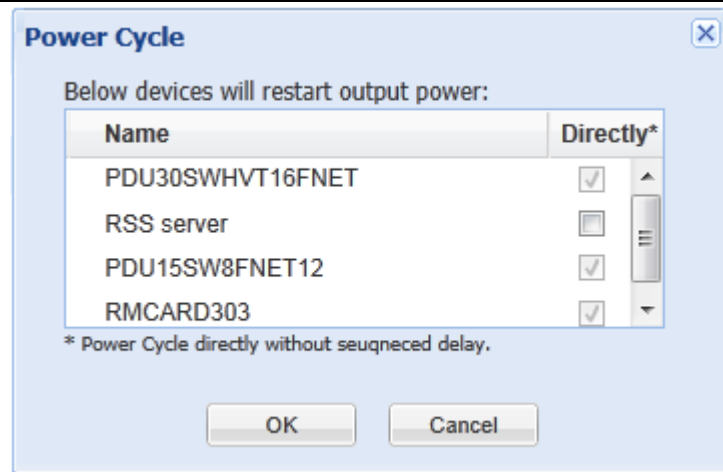 Power Cycle
Below devices will restart output power:
Name Directly*
PDU30SWHVT16FNET
RSS server
PDU15SW8FNET12
RMCARD303
* Power Cycle directly without seuqneced delay.
OK Cancel